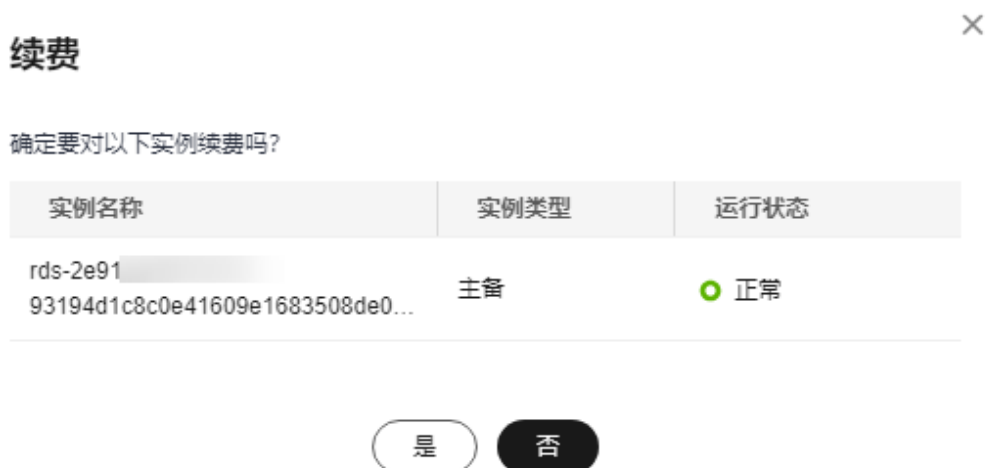 续费
确定要对以下实例续费吗？
实例名称 实例类型 运行状态
rds-2e91
93194d1c8c0e41609e1683508de0...
主备
正常
是 否